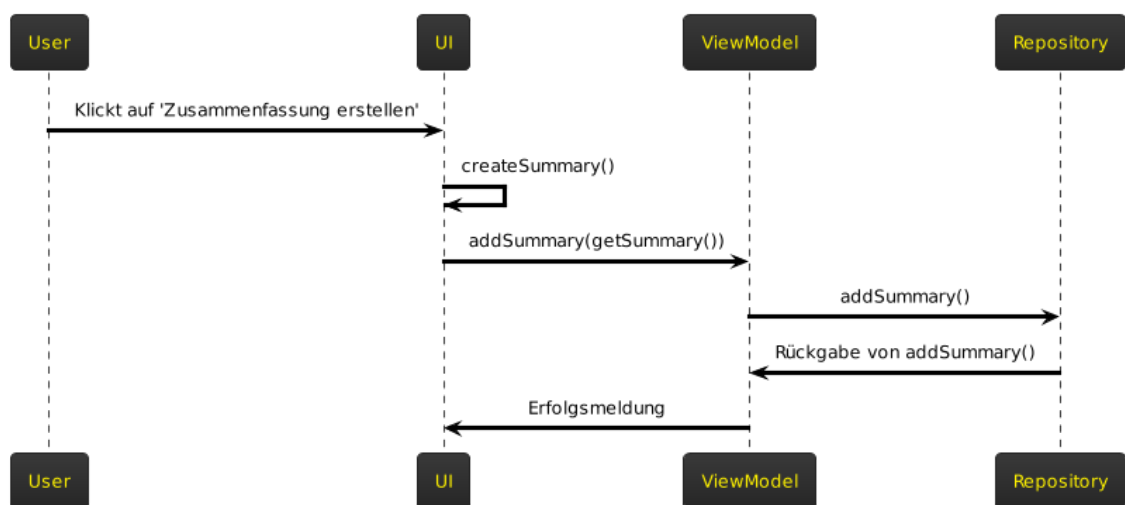 User UI ViewModel Repository
Klickt auf 'Zusammenfassung erstellen'
createSummary()
addSummary(getSummary())
addSummary()
Rückgabe von addSummary()
Erfolgsmeldung
User UI ViewModel Repository